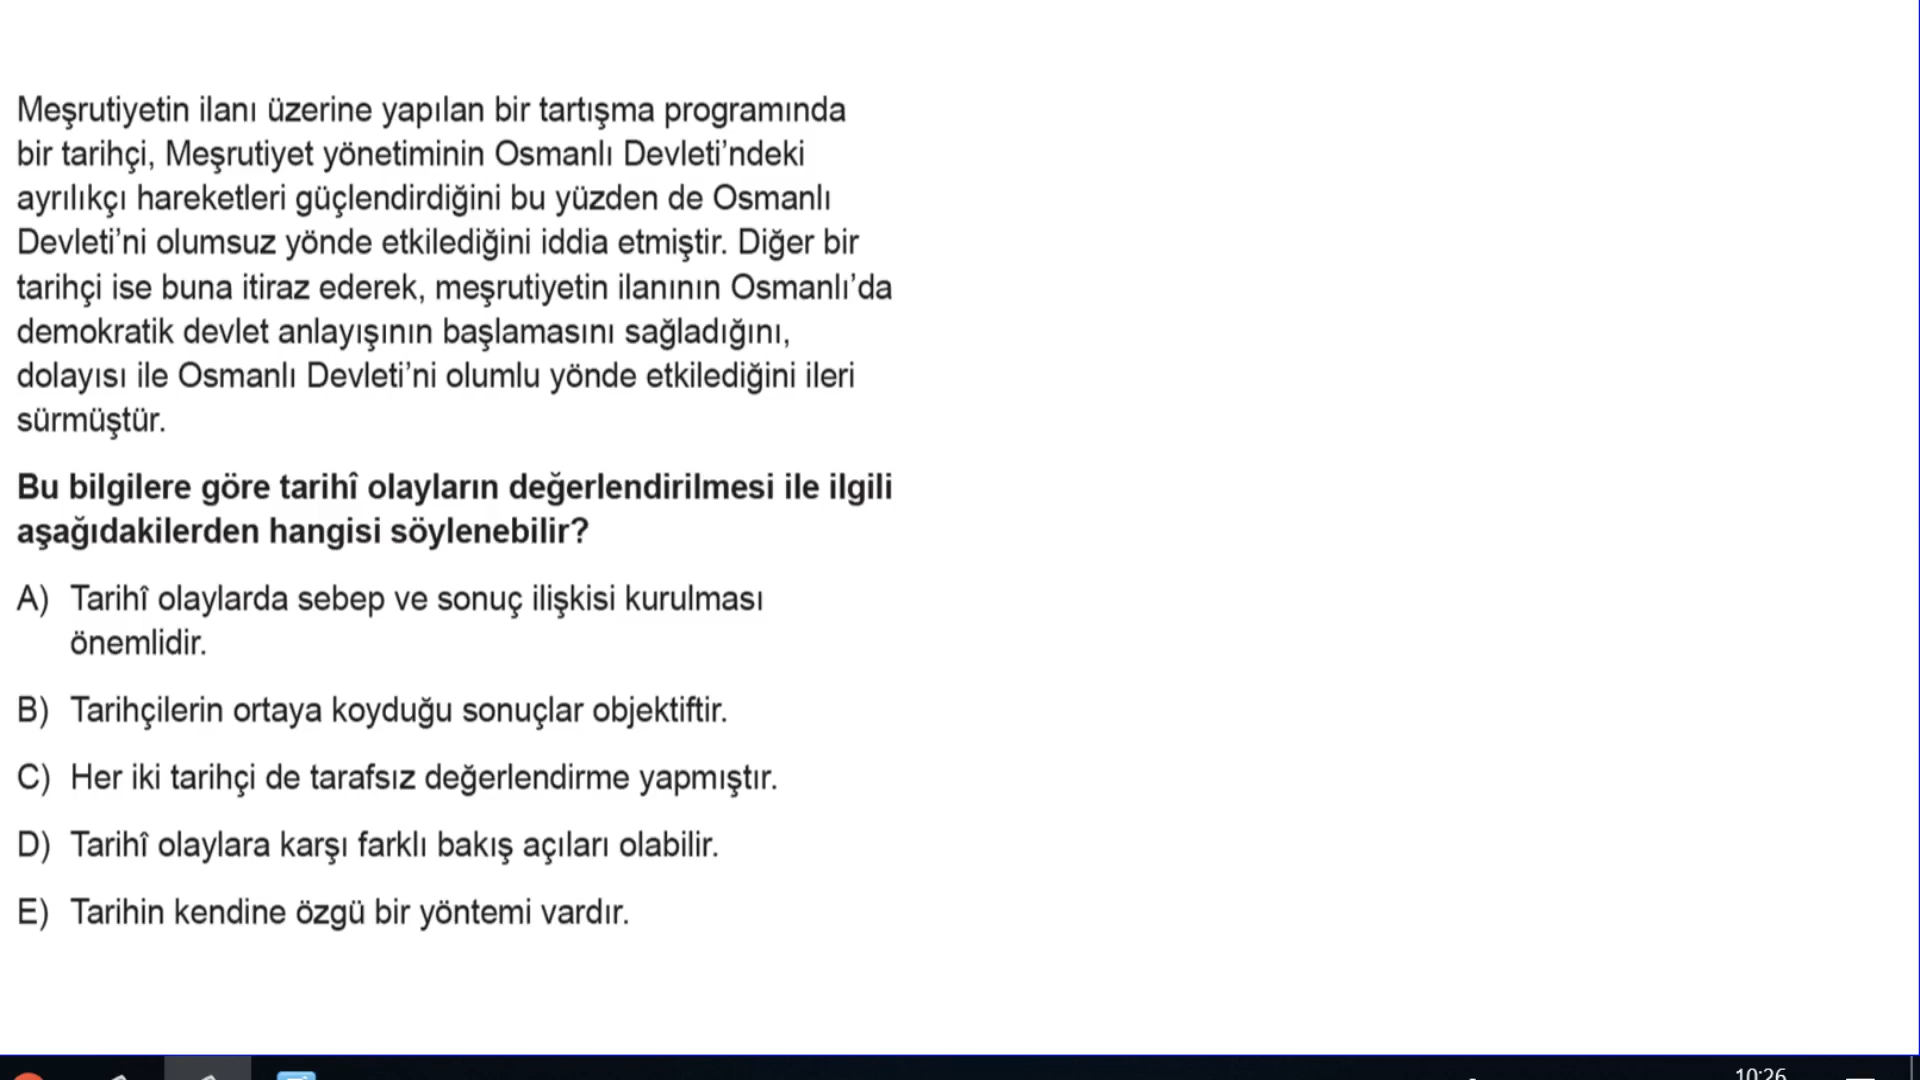 Meşrutiyetin ilanı üzerine yapılan bir tartışma programında
bir tarihçi, Meşrutiyet yönetiminin Osmanlı Devleti’ndeki
ayrılıkçı hareketleri güçlendirdiğini bu yüzden de Osmanlı
Devleti’ni olumsuz yönde etkilediğini iddia etmiştir. Diğer bir
tarihçi ise buna itiraz ederek, meşrutiyetin ilanının Osmanlı’da
demokratik devlet anlayışının başlamasını sağladığını,
dolayısı ile Osmanlı Devleti’ni olumlu yönde etkilediğini ileri
sürmüştür.
Bu bilgilere göre tarihî olayların değerlendirilmesi ile ilgili
aşağıdakilerden hangisi söylenebilir?
A) Tarihî olaylarda sebep ve sonuç ilişkisi kurulması
önemlidir.
B) Tarihçilerin ortaya koyduğu sonuçlar objektiftir.
C) Her iki tarihçi de tarafsız değerlendirme yapmıştır.
D) Tarihî olaylara karşı farklı bakış açıları olabilir.
E) Tarihin kendine özgü bir yöntemi vardır.
10:26